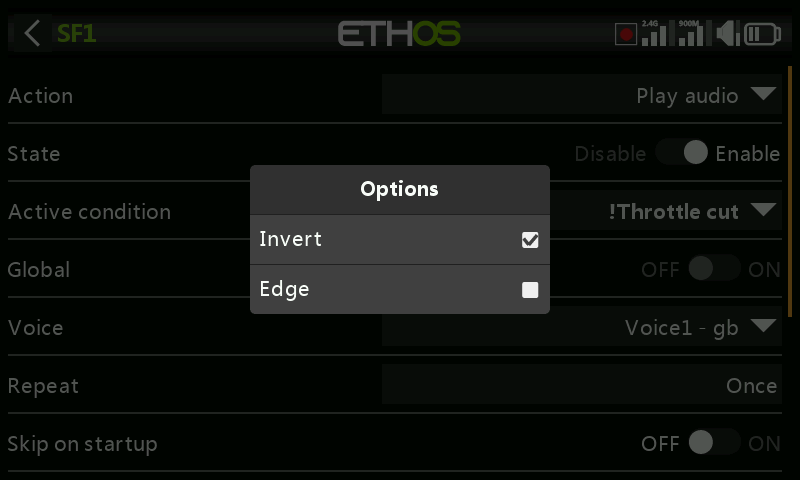 SF1
ETHOS
2.4G
900M
Action
Play audio
State
Disable
Enable
Options
Active condition
!Throttle cut
Invert
Global
OFF
ON
Edge
Voice
Voice1 - gb
Repeat
Once
Skip on startup
OFF
ON